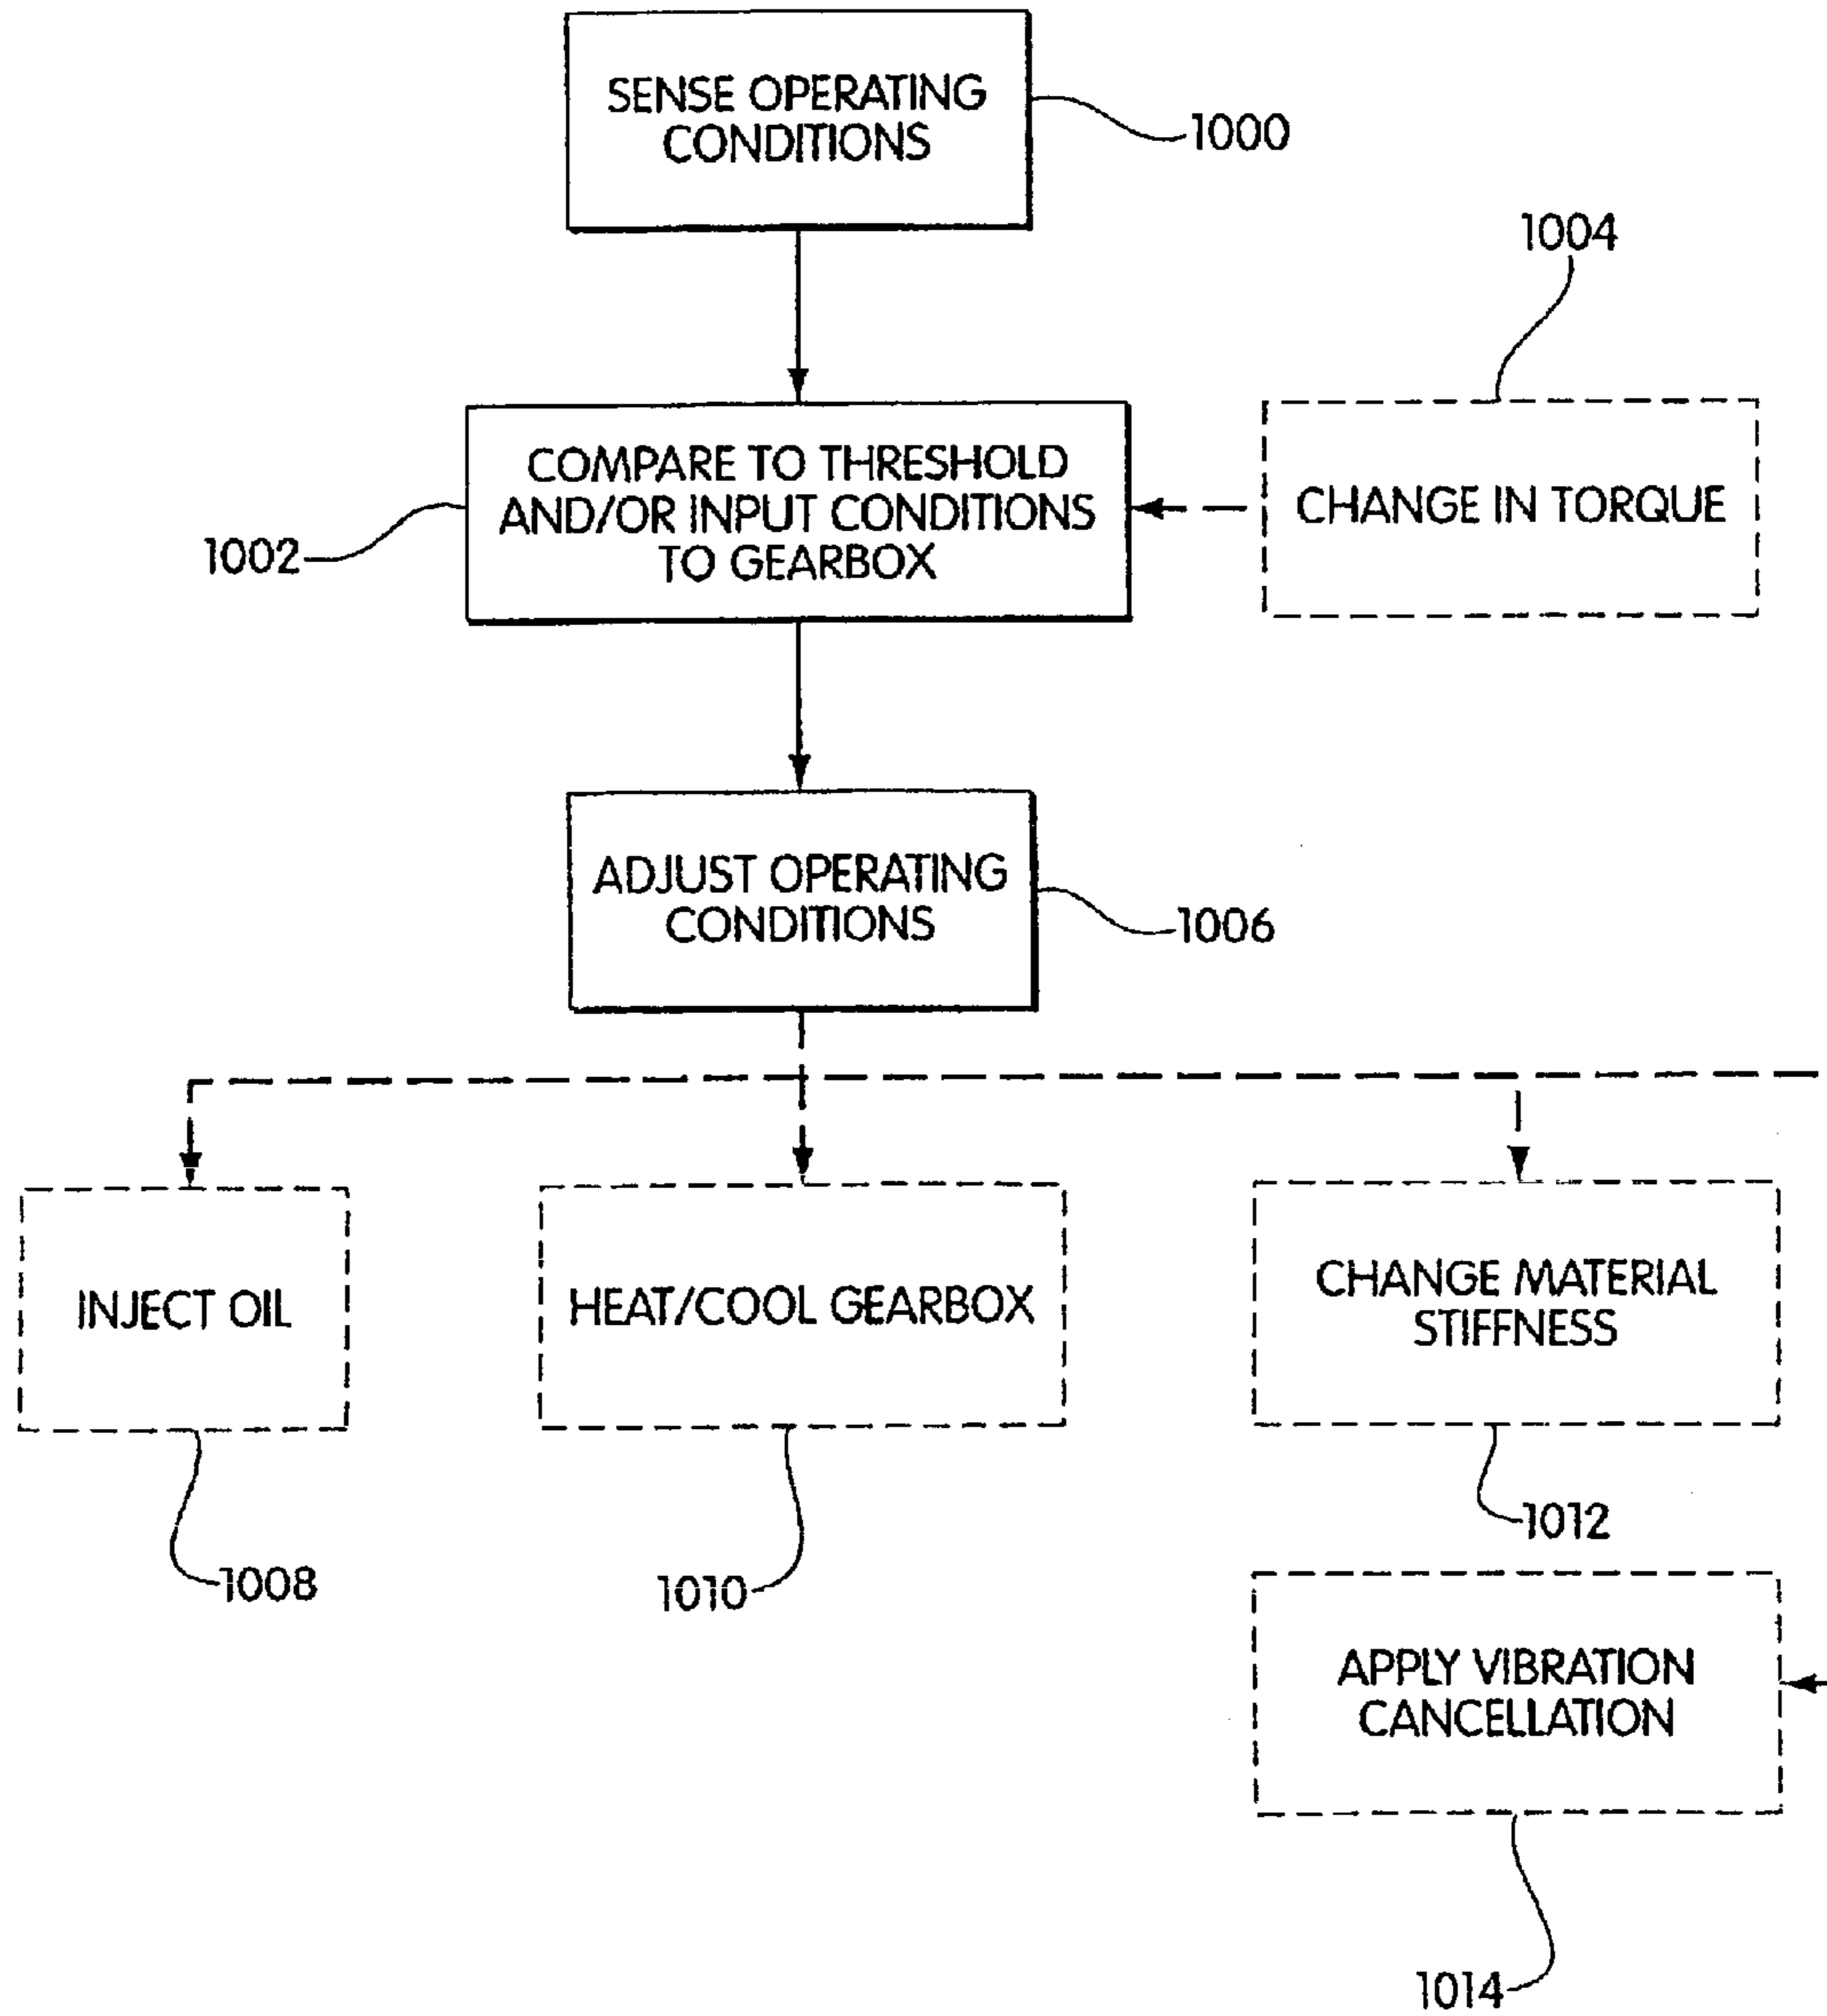 SENSE OPERATING
CONDITIONS
1000
1004
COMPARE TO THRESHOLD
AND/OR INPUT CONDITIONS
TO GEARBOX
1002
CHANGE IN TORQUE
ADJUST OPERATING
CONDITIONS
1006
INJECT OIL
HEAT/COOL GEARBOX
CHANGE MATERIAL
STIFFNESS
1008
1010
1012
APPLY VIBRATION
CANCELLATION
1014